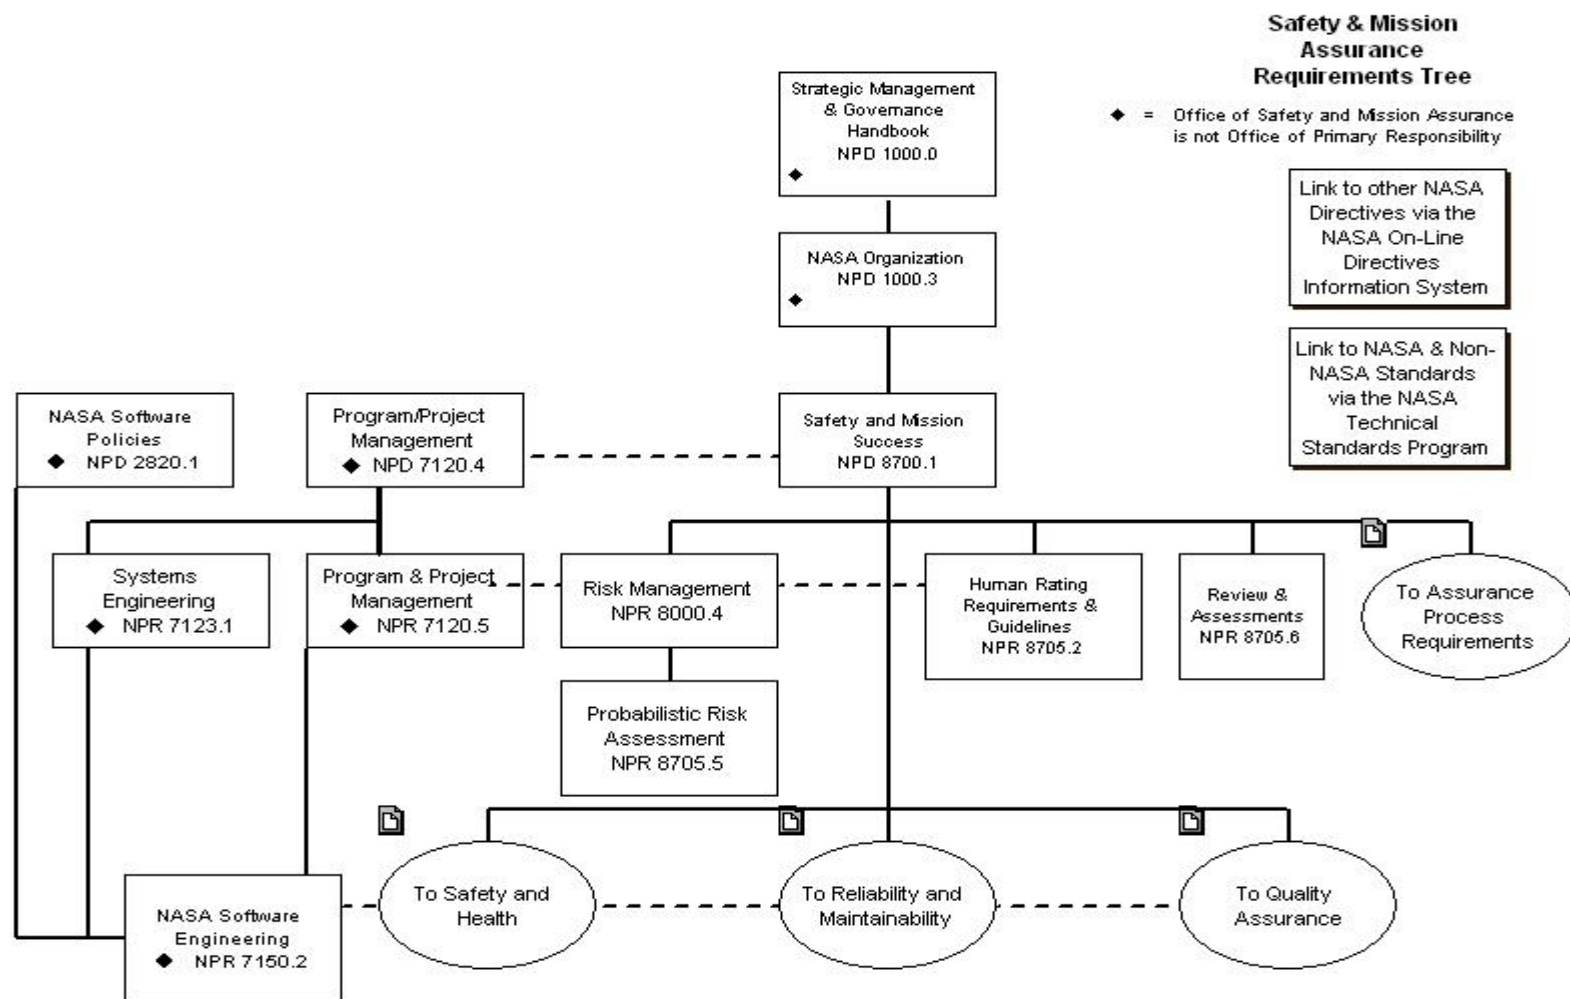 Safety & Mission
Assurance
Requirements Tree
◆ = Office of Safety and Mission Assurance
is not Office of Primary Responsibility
Strategic Management
& Governance
Handbook
NPD 1000.0
◆
NASA Organization
NPD 1000.3
◆
Link to other NASA
Directives via the
NASA On-Line
Directives
Information System
Link to NASA & Non-
NASA Standards
via the NASA
Technical
Standards Program
NASA Software
Policies
◆ NPD 2820.1
Program/Project
Management
◆ NPD 7120.4
Safety and Mission
Success
NPD 8700.1
Systems
Engineering
◆ NPR 7123.1
Program & Project
Management
◆ NPR 7120.5
Risk Management
NPR 8000.4
Human Rating
Requirements &
Guidelines
NPR 8705.2
Review &
Assessments
NPR 8705.6
To Assurance
Process
Requirements
Probabilistic Risk
Assessment
NPR 8705.5
NASA Software
Engineering
◆ NPR 7150.2
To Safety and
Health
To Reliability and
Maintainability
To Quality
Assurance